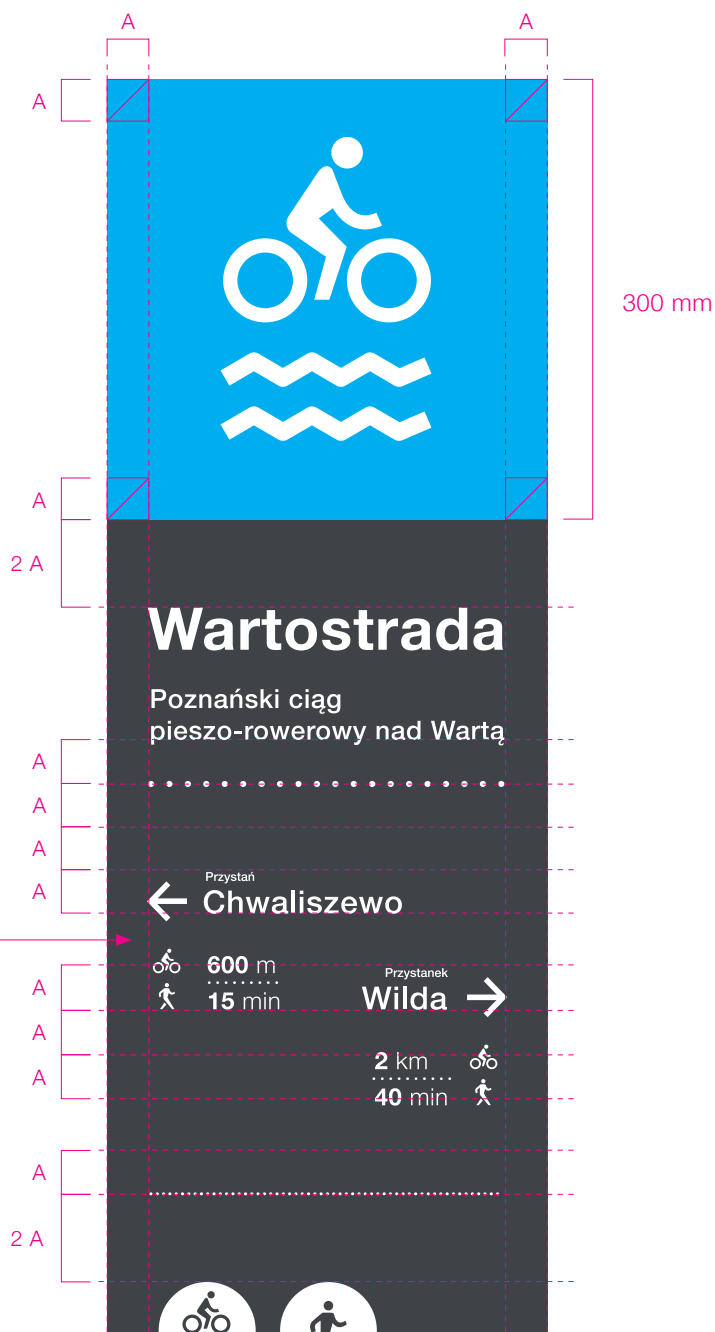 A
A
A
300 mm
A
2 A
Wartostrada
Poznański ciąg
pieszo-rowerowy nad Wartą
A
A
A
A
Przystań
Chwaliszewo
600 m
15 min
Przystanek
Wilda
2 km
40 min
A
A
A
A
2 A